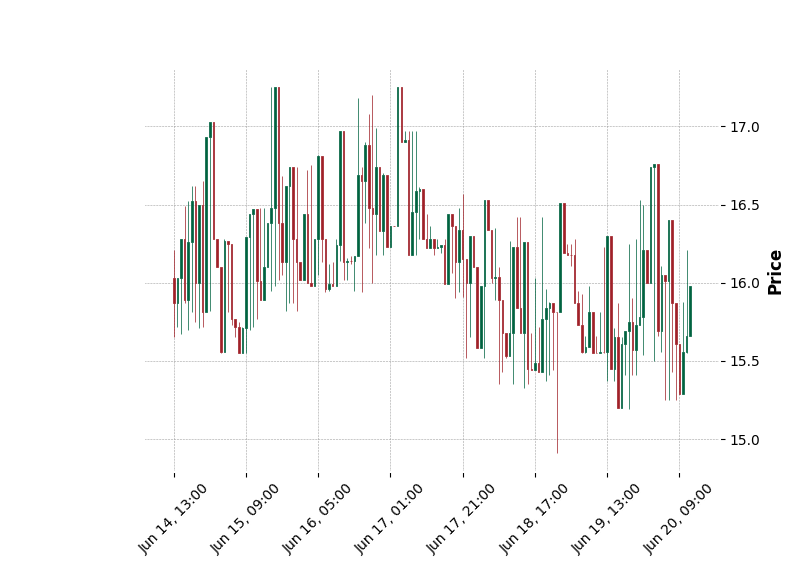 17.0
16.5
16.0
15.5
15.0
Price
Jun 14, 13:00
Jun 15, 09:00
Jun 16, 05:00
Jun 17, 01:00
Jun 17, 21:00
Jun 18, 17:00
Jun 19, 13:00
Jun 20, 09:00